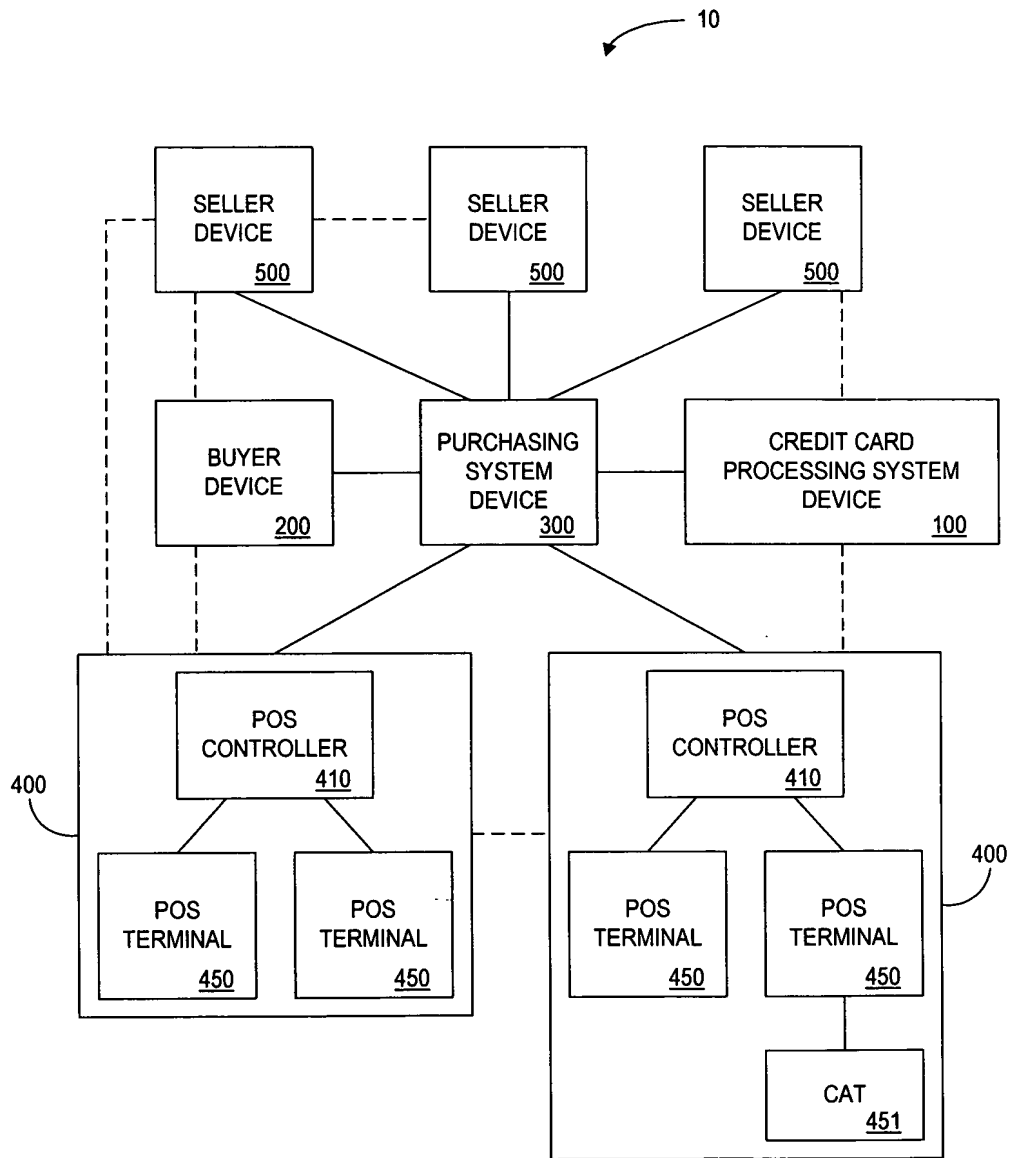 10
SELLER
DEVICE
500
SELLER
DEVICE
500
SELLER
DEVICE
500
BUYER
DEVICE
200
PURCHASING
SYSTEM
DEVICE
300
CREDIT CARD
PROCESSING SYSTEM
DEVICE
100
400
POS
CONTROLLER
410
POS
TERMINAL
450
POS
TERMINAL
450
POS
CONTROLLER
410
400
POS
TERMINAL
450
POS
TERMINAL
450
CAT
451